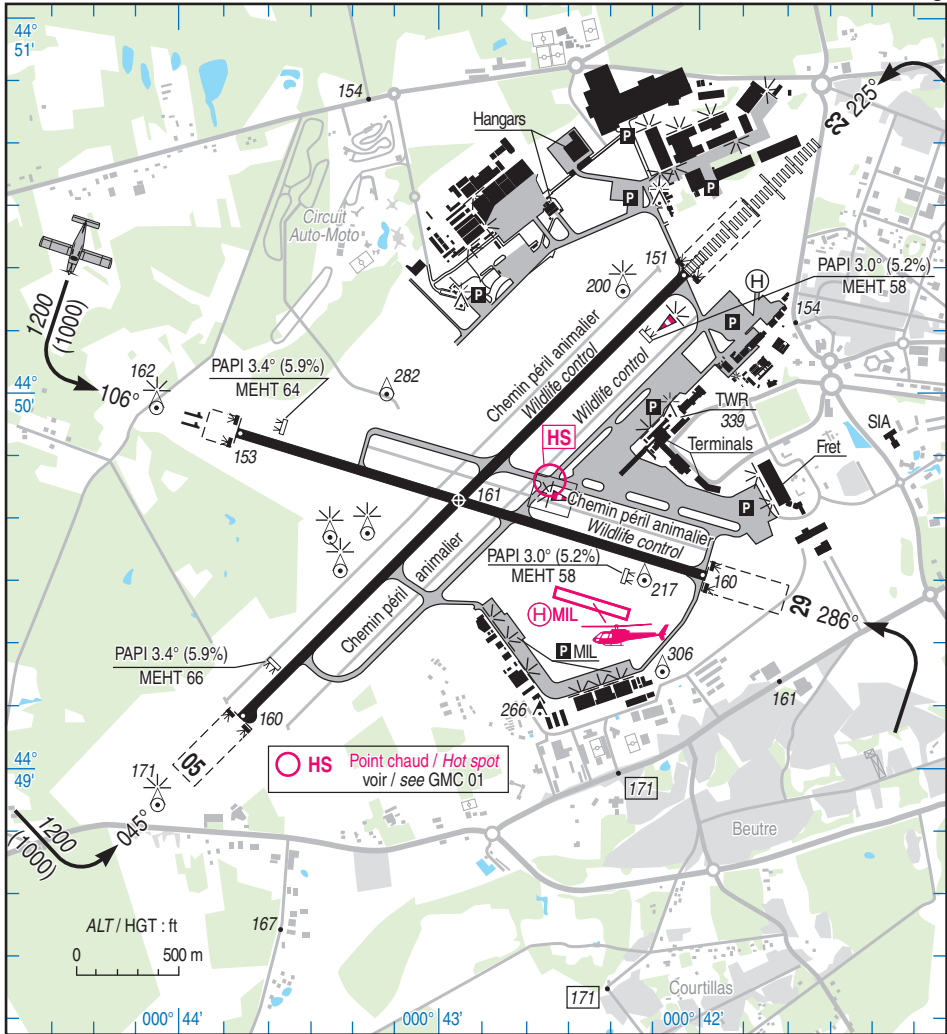 44°
51'
154
23 225°
Hangars
P
P
P
Circuit
Auto-Moto
151
PAPI 3.0° (5.2%)
MEHT 58
200
H
P
P
154
1200
(1000)
Chemin péril animalier
Wildlife control
Wildlife control
162
106°
PAPI 3.4° (5.9%)
MEHT 64
282
44°
50'
11
153
P
TWR
339
SIA
HS
Terminals
Fret
161
P
Chemin péril animalier
Wildlife control
PAPI 3.0° (5.2%)
MEHT 58
Chemin péril animalier
217
160
29 286°
H MIL
PAPI 3.4° (5.9%)
MEHT 66
P MIL
306
266
161
160
44°
49'
05
HS Point chaud / Hot spot
voir / see GMC 01
171
171
045°
1200
(1000)
Beutre
167
ALT / HGT : ft
0 500 m
171
Courtillas
000° 44' 000° 43' 000° 42'